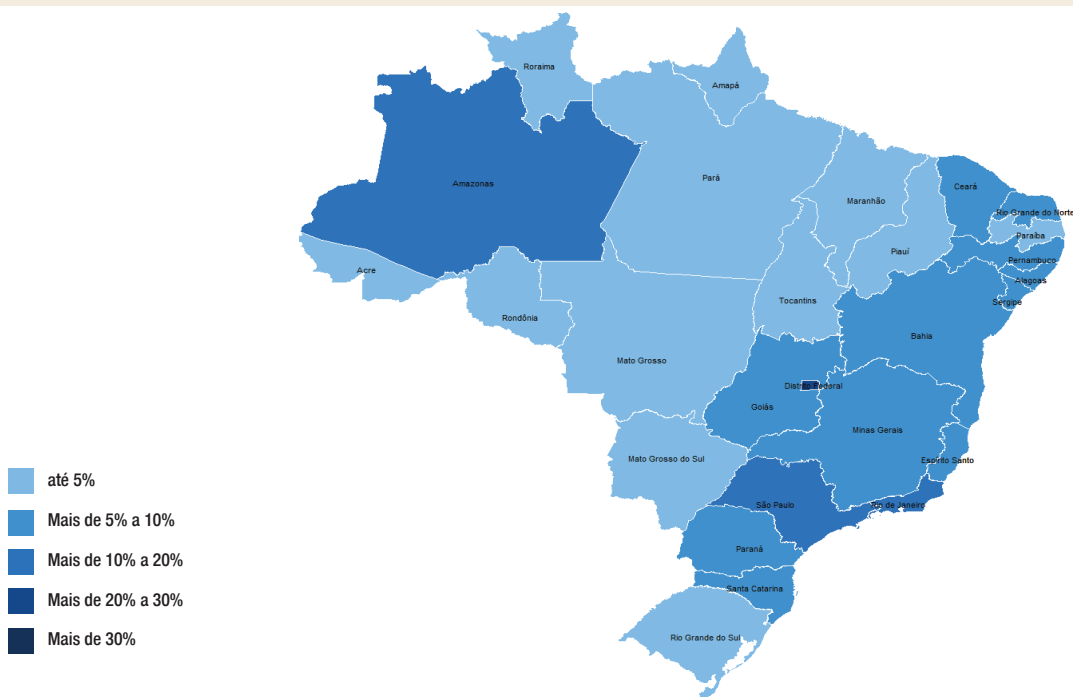 Roraima
Amapá
Amazonas
Pará
Maranhão
Ceará
Rio Grande do Norte
Paraíba
Piauí
Pernambuco
Acre
Alagoas
Tocantins
Sergipe
Rondônia
Bahia
Mato Grosso
Distrito Federal
Goiás
Minas Gerais
Mato Grosso do Sul
Espírito Santo
São Paulo
Rio de Janeiro
Paraná
Santa Catarina
Rio Grande do Sul
até 5%
Mais de 5% a 10%
Mais de 10% a 20%
Mais de 20% a 30%
Mais de 30%